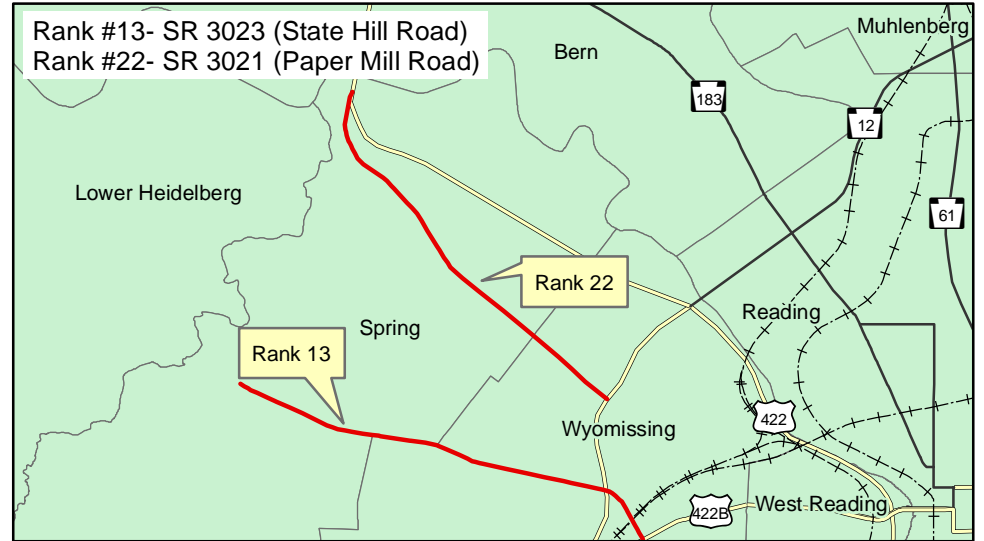 Rank #13- SR 3023 (State Hill Road)
Rank #22- SR 3021 (Paper Mill Road)
Muhlenberg
Bern
183
12
Lower Heidelberg
61
Rank 22
Reading
Spring
Rank 13
422
Wyomissing
West Reading
422B